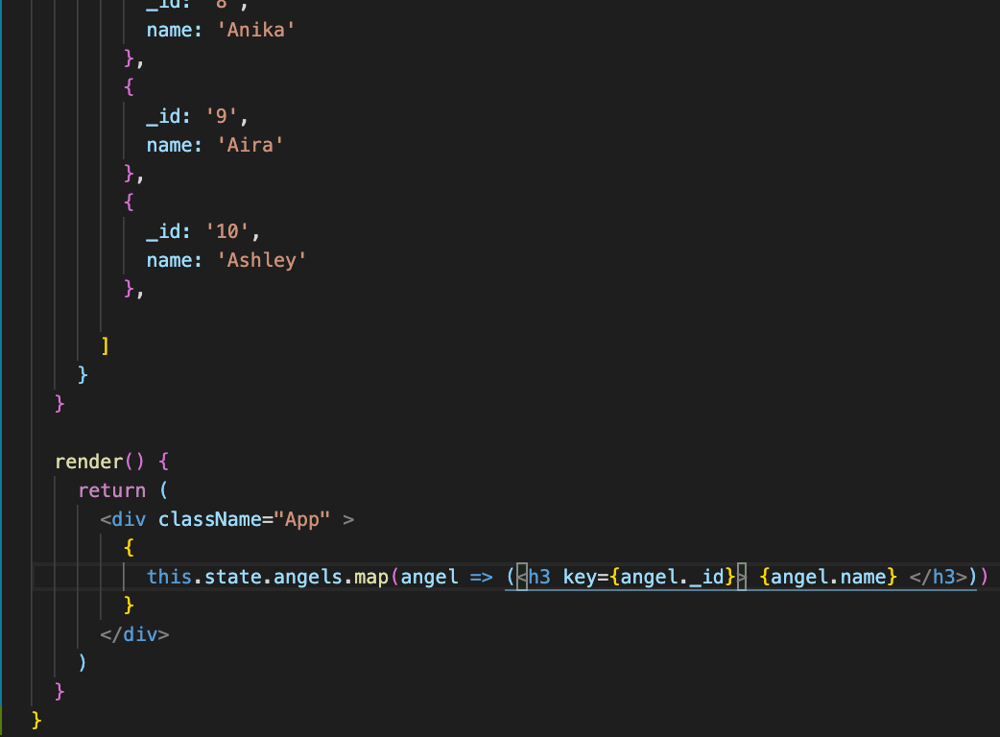 _id: '8',
name: 'Anika'
},
{
_id: '9',
name: 'Aira'
},
{
_id: '10',
name: 'Ashley'
},
]
}
}
render() {
return (
<div className="App" >
{
this.state.angels.map(angel => (<h3 key={angel._id}> {angel.name} </h3>))
}
</div>
)
}
}